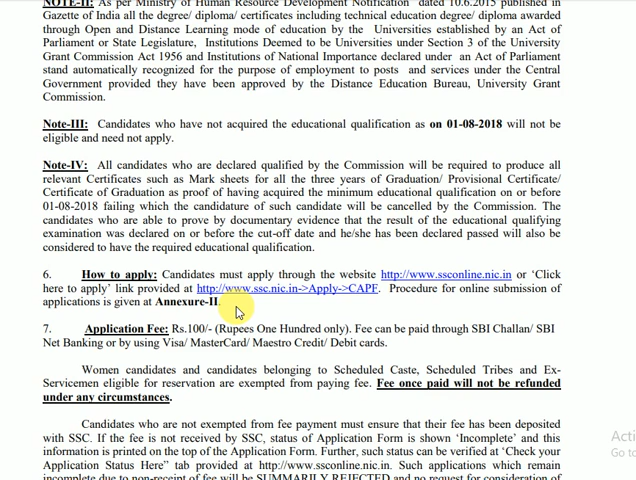 NOTE-II: As per Ministry of Human Resource Development Notification dated 10.6.2015 published in
Gazette of India all the degree/ diploma/ certificates including technical education degree/ diploma awarded
through Open and Distance Learning mode of education by the Universities established by an Act of
Parliament or State Legislature, Institutions Deemed to be Universities under Section 3 of the University
Grant Commission Act 1956 and Institutions of National Importance declared under an Act of Parliament
stand automatically recognized for the purpose of employment to posts and services under the Central
Government provided they have been approved by the Distance Education Bureau, University Grant
Commission.
Note-III: Candidates who have not acquired the educational qualification as on 01-08-2018 will not be
eligible and need not apply.
Note-IV: All candidates who are declared qualified by the Commission will be required to produce all
relevant Certificates such as Mark sheets for all the three years of Graduation/ Provisional Certificate/
Certificate of Graduation as proof of having acquired the minimum educational qualification on or before
01-08-2018 failing which the candidature of such candidate will be cancelled by the Commission. The
candidates who are able to prove by documentary evidence that the result of the educational qualifying
examination was declared on or before the cut-off date and he/she has been declared passed will also be
considered to have the required educational qualification.
6. How to apply: Candidates must apply through the website http://www.ssconline.nic.in or ‘Click
here to apply’ link provided at http://www.ssc.nic.in->Apply->CAPF. Procedure for online submission of
applications is given at Annexure-II.
7. Application Fee: Rs.100/- (Rupees One Hundred only). Fee can be paid through SBI Challan/ SBI
Net Banking or by using Visa/ MasterCard/ Maestro Credit/ Debit cards.
Women candidates and candidates belonging to Scheduled Caste, Scheduled Tribes and Ex-
Servicemen eligible for reservation are exempted from paying fee. Fee once paid will not be refunded
under any circumstances.
Candidates who are not exempted from fee payment must ensure that their fee has been deposited
with SSC. If the fee is not received by SSC, status of Application Form is shown ‘Incomplete’ and this
information is printed on the top of the Application Form. Further, such status can be verified at ‘Check your
Application Status Here” tab provided at http://www.ssconline.nic.in. Such applications which remain
incomplete due to non-receipt of fee will be SUMMARILY REJECTED and no request for consideration of
Acti
Go to